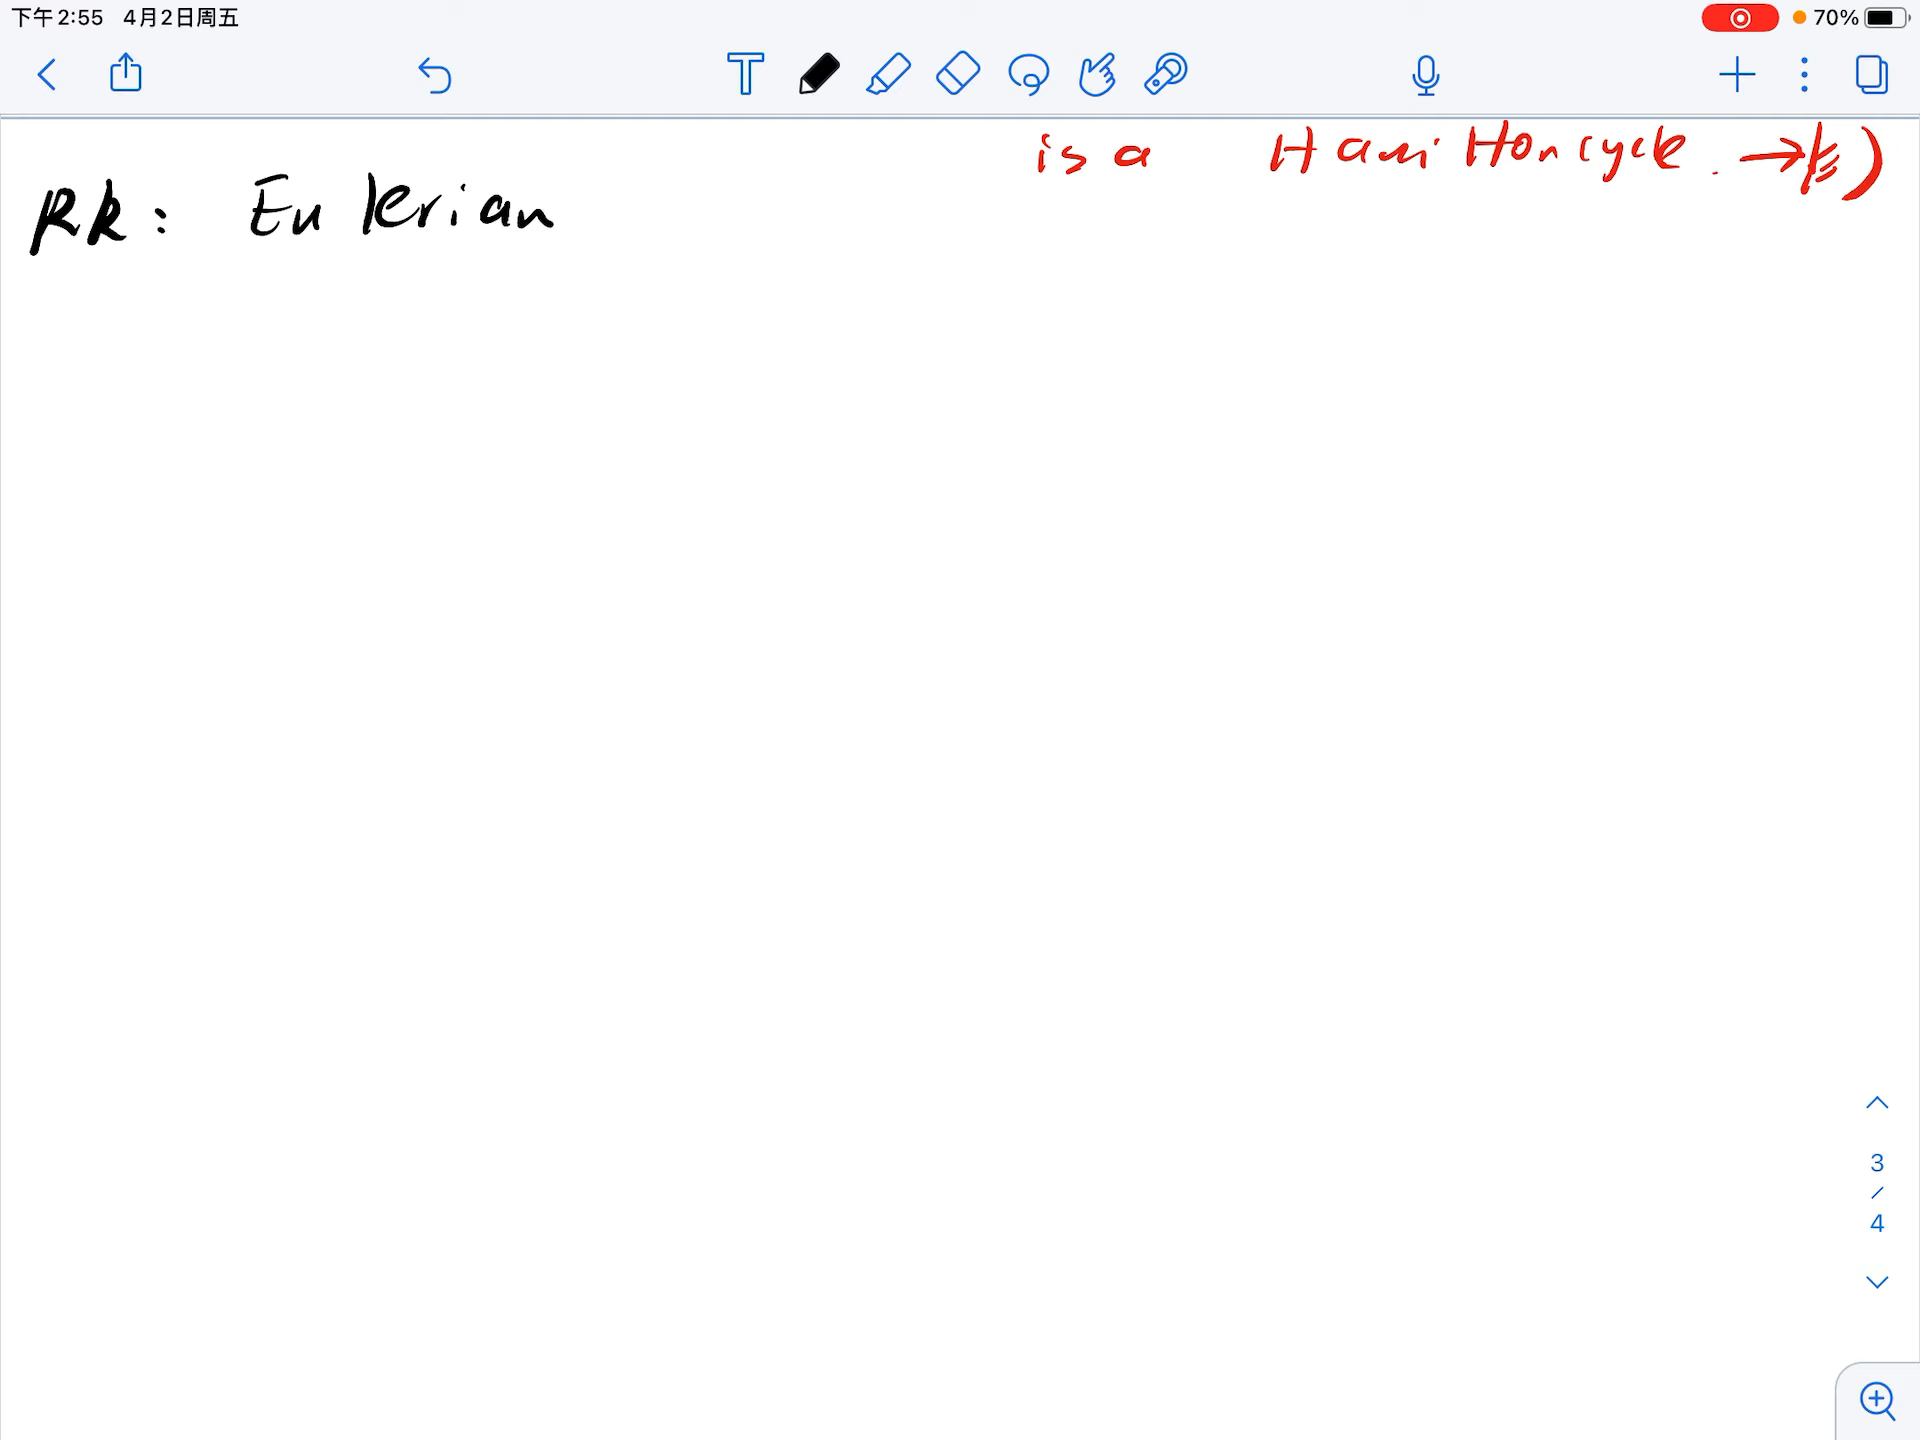 下午2:55 4月2日周五
70%
is a Hamilton cycle.
RK: Eulerian
3
/
4